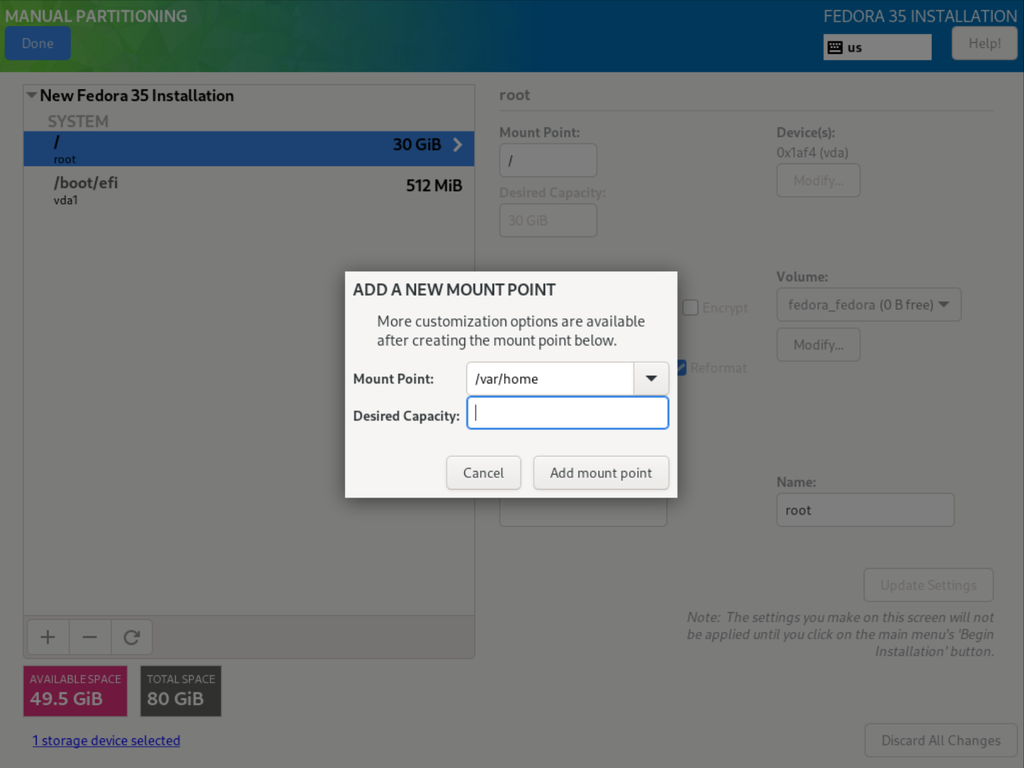 MANUAL PARTITIONING
FEDORA 35 INSTALLATION
Done
us
Help!
New Fedora 35 Installation
SYSTEM
/
root
30 GiB
/boot/efi
vda1
512 MiB
root
Mount Point:
/
Desired Capacity:
30 GiB
Device(s):
0x1af4 (vda)
Modify...
Encrypt
Reformat
Volume:
fedora_fedora (0 B free)
Modify...
ADD A NEW MOUNT POINT
More customization options are available
after creating the mount point below.
Mount Point:
/var/home
Desired Capacity:
Cancel
Add mount point
Name:
root
Update Settings
Note: The settings you make on this screen will not
be applied until you click on the main menu's 'Begin
Installation' button.
AVAILABLE SPACE
49.5 GiB
TOTAL SPACE
80 GiB
1 storage device selected
Discard All Changes